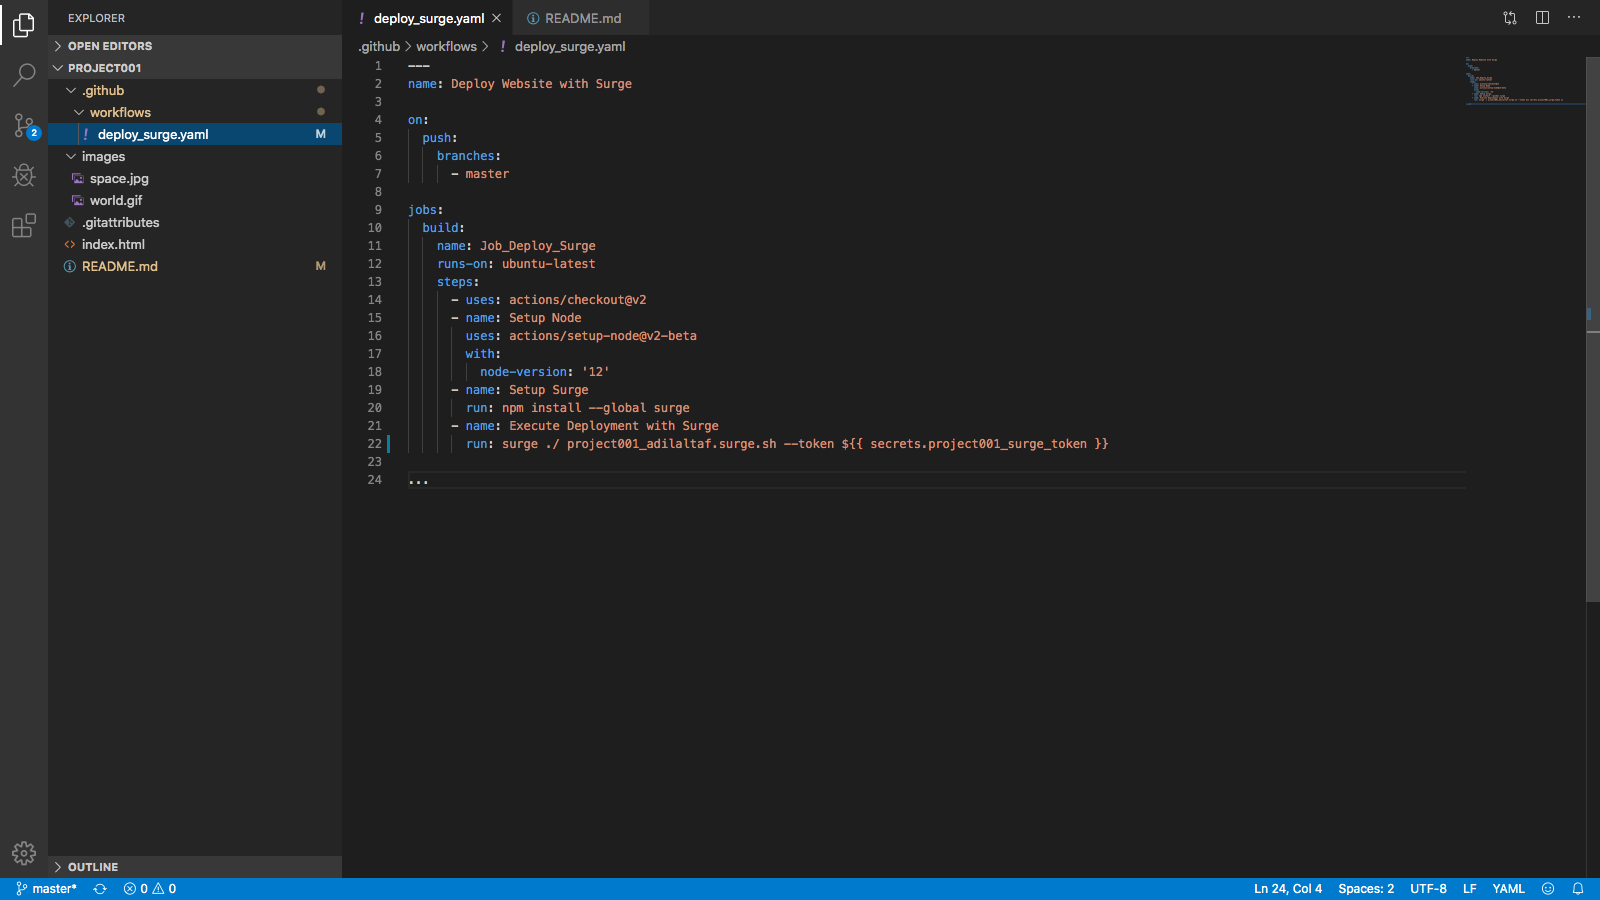 EXPLORER
OPEN EDITORS
PROJECT001
.github
workflows
! deploy_surge.yaml M
images
space.jpg
world.gif
.gitattributes
<> index.html
README.md M
OUTLINE
2
! deploy_surge.yaml ×
README.md
.github > workflows > ! deploy_surge.yaml
1 ---
2 name: Deploy Website with Surge
3
4 on:
5 push:
6 branches:
7 - master
8
9 jobs:
10 build:
11 name: Job_Deploy_Surge
12 runs-on: ubuntu-latest
13 steps:
14 - uses: actions/checkout@v2
15 - name: Setup Node
16 uses: actions/setup-node@v2-beta
17 with:
18 node-version: '12'
19 - name: Setup Surge
20 run: npm install --global surge
21 - name: Execute Deployment with Surge
22 run: surge ./ project001_adilaltaf.surge.sh --token ${{ secrets.project001_surge_token }}
23
24 ...
master* 0 0 Ln 24, Col 4 Spaces: 2 UTF-8 LF YAML